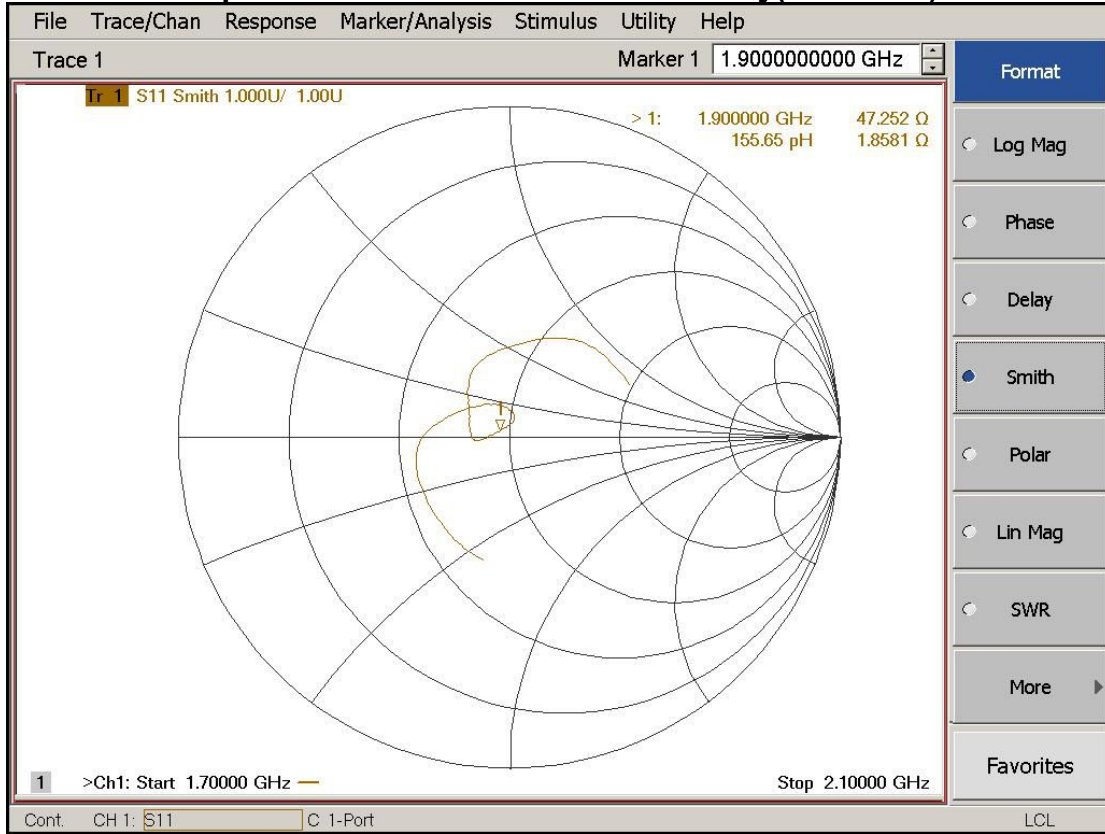 File Trace/Chan Response Marker/Analysis Stimulus Utility Help
Trace 1 Marker 1 1.9000000000 GHz
Tr 1 S11 Smith 1.000U/ 1.00U
> 1: 1.900000 GHz 47.252 Ω
155.65 pH 1.8581 Ω
1
1 >Ch1: Start 1.70000 GHz Stop 2.10000 GHz
Format
Log Mag
Phase
Delay
Smith
Polar
Lin Mag
SWR
More
Favorites
Cont. CH 1: S11 C 1-Port LCL